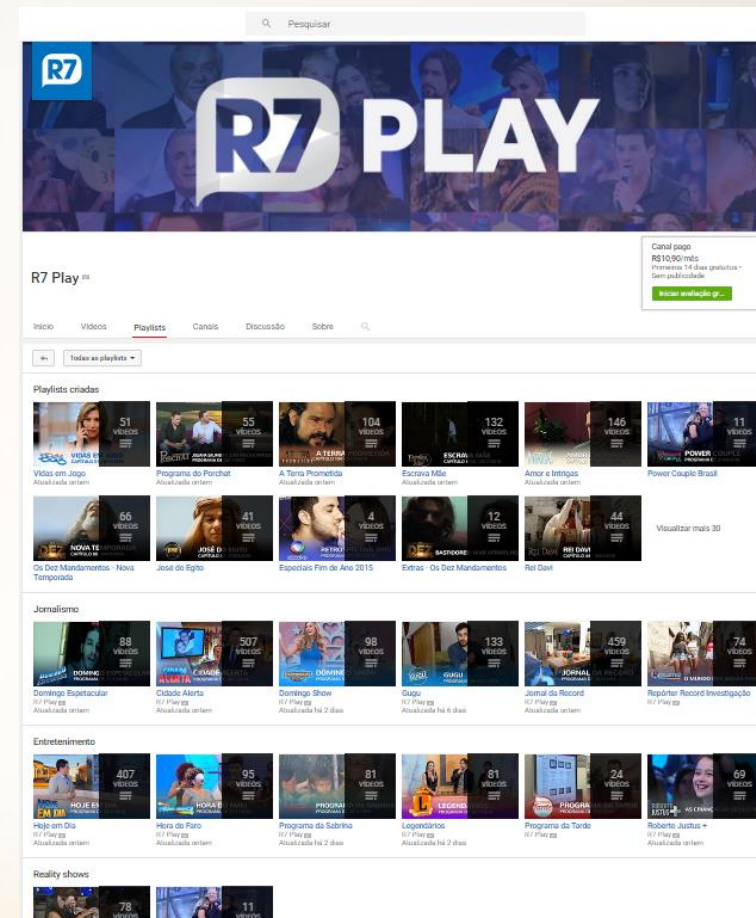 Pesquisar
R7
R7 PLAY
Canal pago
R$10,90/mês
Primeiros 14 dias gratuitos -
Sem publicidade
Iniciar avaliação gr...
R7 Play
Início Vídeos Playlists Canais Discussão Sobre
Todas as playlists
Playlists criadas
51 VÍDEOS 55 VÍDEOS 104 VÍDEOS 132 VÍDEOS 146 VÍDEOS 11 VÍDEOS
Vidas em Jogo Programa do Porchat A Terra Prometida Escrava Mãe Amor e Intrigas Power Couple Brasil
Atualizada ontem Atualizada ontem Atualizada ontem Atualizada ontem Atualizada ontem
66 VÍDEOS 41 VÍDEOS 4 VÍDEOS 12 VÍDEOS 44 VÍDEOS
Visualizar mais 30
Os Dez Mandamentos - Nova Temporada José do Egito Especiais Fim de Ano 2015 Extras - Os Dez Mandamentos Rei Davi
Jornalismo
88 VÍDEOS 507 VÍDEOS 98 VÍDEOS 133 VÍDEOS 459 VÍDEOS 74 VÍDEOS
Domingo Espetacular Cidade Alerta Domingo Show Gugu Jornal da Record Repórter Record Investigação
R7 Play R7 Play R7 Play R7 Play R7 Play R7 Play
Atualizada ontem Atualizada ontem Atualizada há 2 dias Atualizada há 6 dias Atualizada ontem
Entretenimento
407 VÍDEOS 95 VÍDEOS 81 VÍDEOS 81 VÍDEOS 24 VÍDEOS 69 VÍDEOS
Hoje em Dia Hora do Faro Programa da Sabrina Legendários Programa da Tarde Roberto Justus +
R7 Play R7 Play R7 Play R7 Play R7 Play R7 Play
Atualizada ontem Atualizada ontem Atualizada há 2 dias Atualizada há 2 dias Atualizada ontem
Reality shows
78 VÍDEOS 11 VÍDEOS